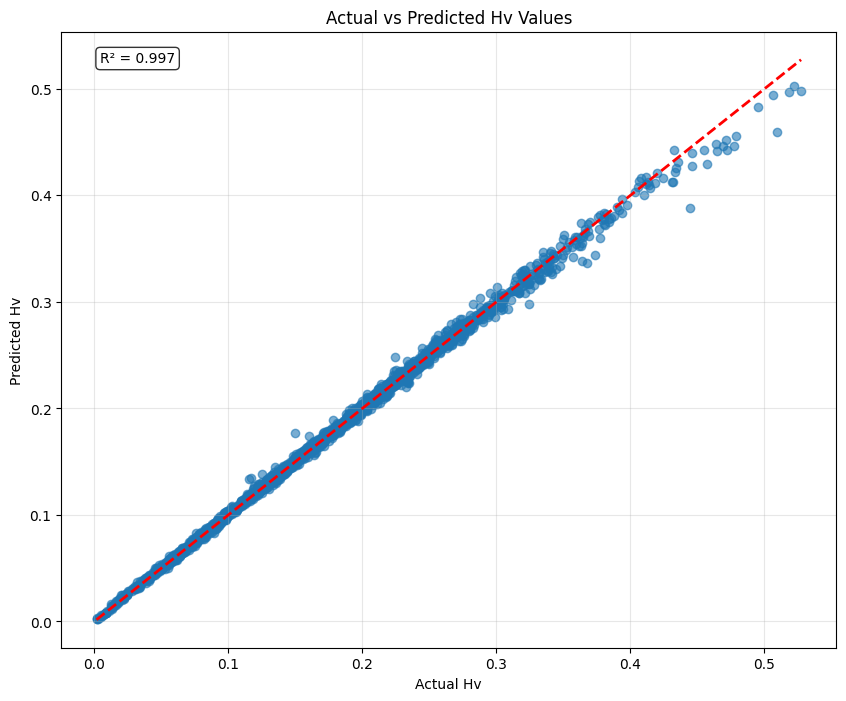 Actual vs Predicted Hv Values
R² = 0.997
0.5
0.4
0.3
0.2
0.1
0.0
Predicted Hv
0.0 0.1 0.2 0.3 0.4 0.5
Actual Hv